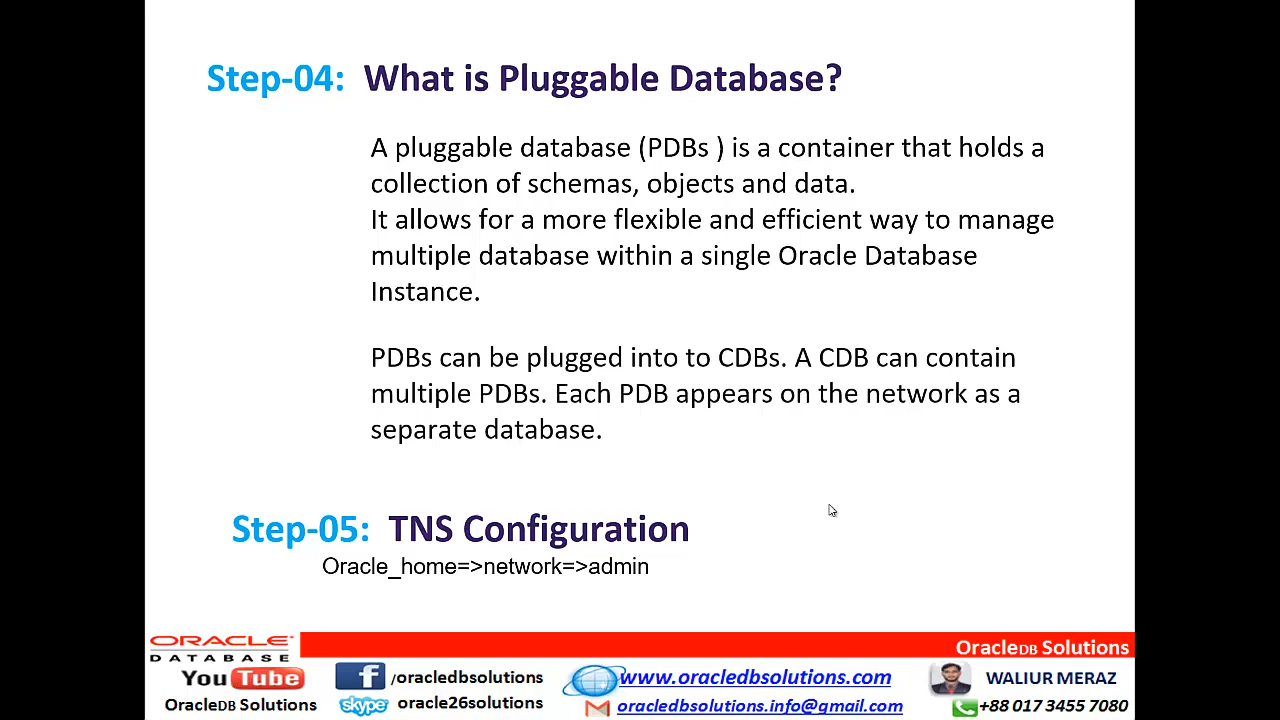 Step-04: What is Pluggable Database?
A pluggable database (PDBs ) is a container that holds a
collection of schemas, objects and data.
It allows for a more flexible and efficient way to manage
multiple database within a single Oracle Database
Instance.
PDBs can be plugged into to CDBs. A CDB can contain
multiple PDBs. Each PDB appears on the network as a
separate database.
Step-05: TNS Configuration
Oracle_home=>network=>admin
ORACLE
DATABASE
OracleDB Solutions
YouTube
OracleDB Solutions
f /oracledbsolutions
skype oracle26solutions
www.oracledbsolutions.com
oracledbsolutions.info@gmail.com
WALIUR MERAZ
+88 017 3455 7080